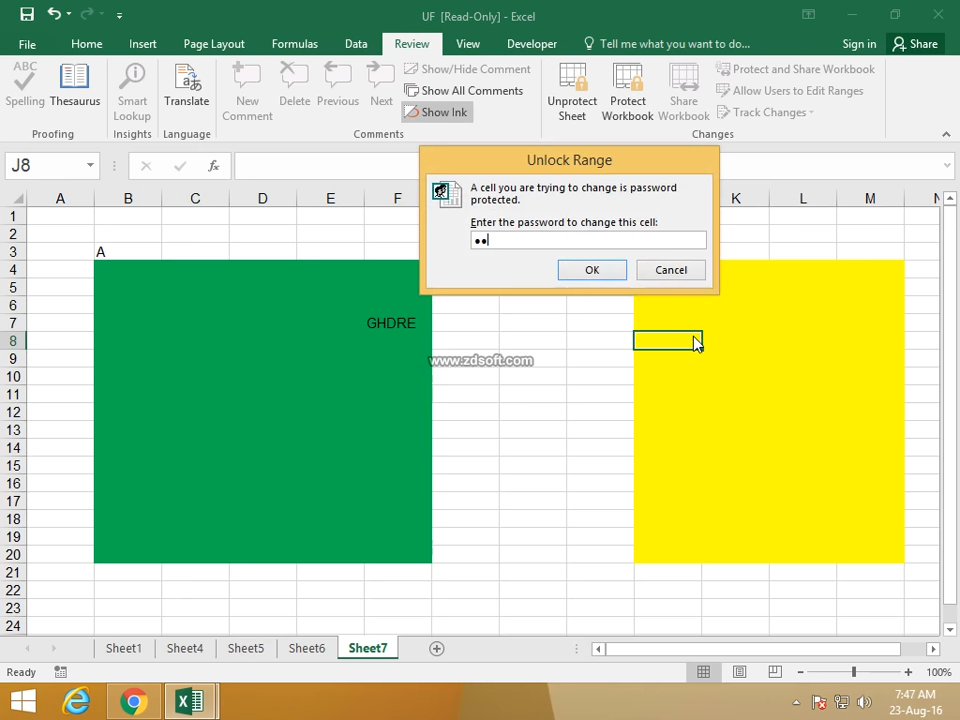 UF [Read-Only] - Excel
File Home Insert Page Layout Formulas Data Review View Developer Tell me what you want to do... Sign in Share
ABC
Spelling Thesaurus Smart Lookup Translate New Comment Delete Previous Next
Show/Hide Comment
Show All Comments
Show Ink
Unprotect Sheet Protect Workbook Share Workbook
Protect and Share Workbook
Allow Users to Edit Ranges
Track Changes
Proofing Insights Language Comments Changes
J8 fx
Unlock Range
A cell you are trying to change is password
protected.
Enter the password to change this cell:
••
OK Cancel
A B C D E F K L M N
1
2
3 A
4
5
6
7 GHDRE
8
www.zdsoft.com
9
10
11
12
13
14
15
16
17
18
19
20
21
22
23
24
Sheet1 Sheet4 Sheet5 Sheet6 Sheet7
Ready 100%
7:47 AM
23-Aug-16